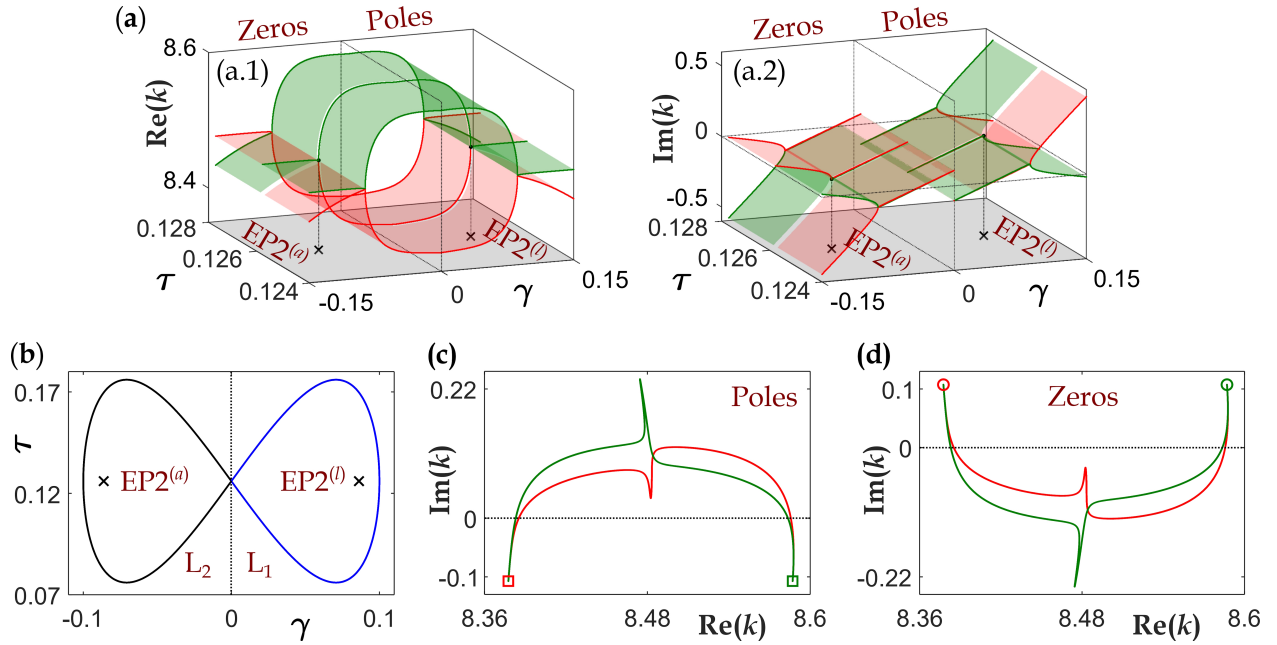 (a)
Zeros Poles
(a.1)
Re(k)
8.6
8.4
0.128
0.126
0.124
τ
-0.15
0
0.15
γ
EP2(a)
EP2(l)
Zeros Poles
(a.2)
Im(k)
0.5
0
-0.5
0.128
0.126
0.124
τ
-0.15
0
0.15
γ
EP2(a)
EP2(l)
(b)
τ
0.17
0.12
0.07
EP2(a)
EP2(l)
L2 L1
-0.1 0 0.1
γ
(c)
Poles
Im(k)
0.22
0
-0.1
8.36 8.48 8.6
Re(k)
(d)
Zeros
Im(k)
0.1
0
-0.22
8.36 8.48 8.6
Re(k)